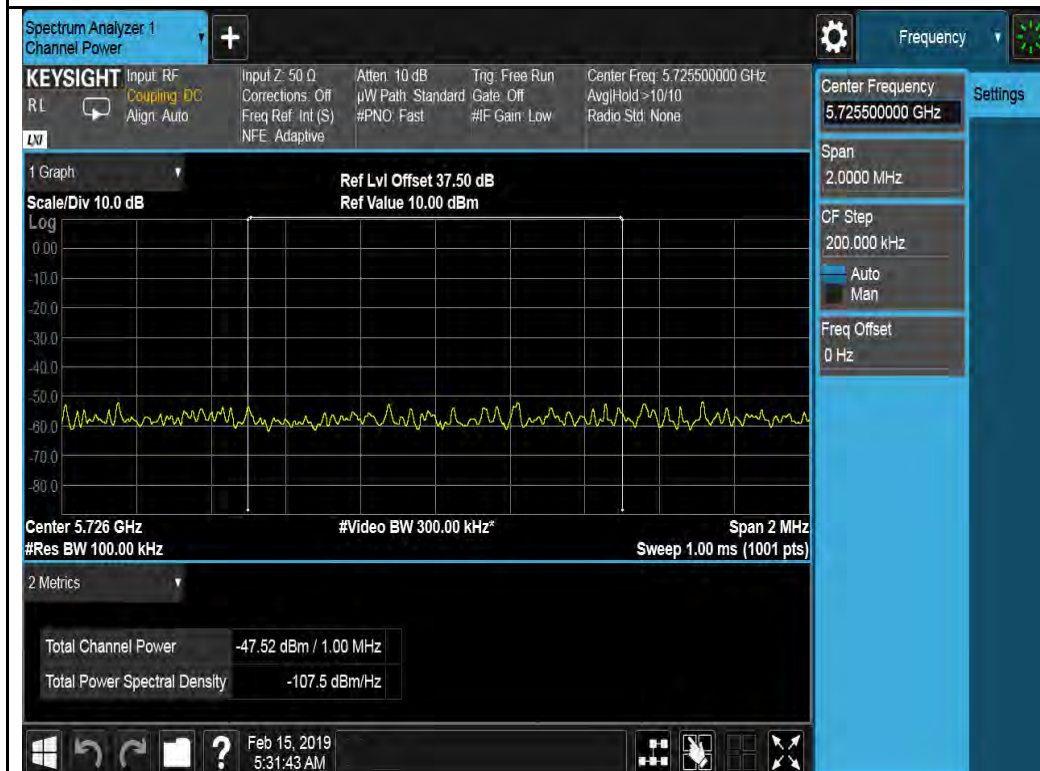 Spectrum Analyzer 1
Channel Power
+
Frequency
KEYSIGHT
RL
LXI
Input: RF
Coupling: DC
Align: Auto
Input Z: 50 Ω
Corrections: Off
Freq Ref: Int (S)
NFE: Adaptive
Atten: 10 dB
µW Path: Standard
#PNO: Fast
Trig: Free Run
Gate: Off
#IF Gain: Low
Center Freq: 5.725500000 GHz
Avg|Hold >10/10
Radio Std: None
Center Frequency
5.725500000 GHz
Settings
Span
2.0000 MHz
CF Step
200.000 kHz
Auto
Man
Freq Offset
0 Hz
1 Graph
Scale/Div 10.0 dB
Ref Lvl Offset 37.50 dB
Ref Value 10.00 dBm
Log
0.00
-10.0
-20.0
-30.0
-40.0
-50.0
-60.0
-70.0
-80.0
Center 5.726 GHz
#Res BW 100.00 kHz
#Video BW 300.00 kHz*
Span 2 MHz
Sweep 1.00 ms (1001 pts)
2 Metrics
Total Channel Power -47.52 dBm / 1.00 MHz
Total Power Spectral Density -107.5 dBm/Hz
?
Feb 15, 2019
5:31:43 AM